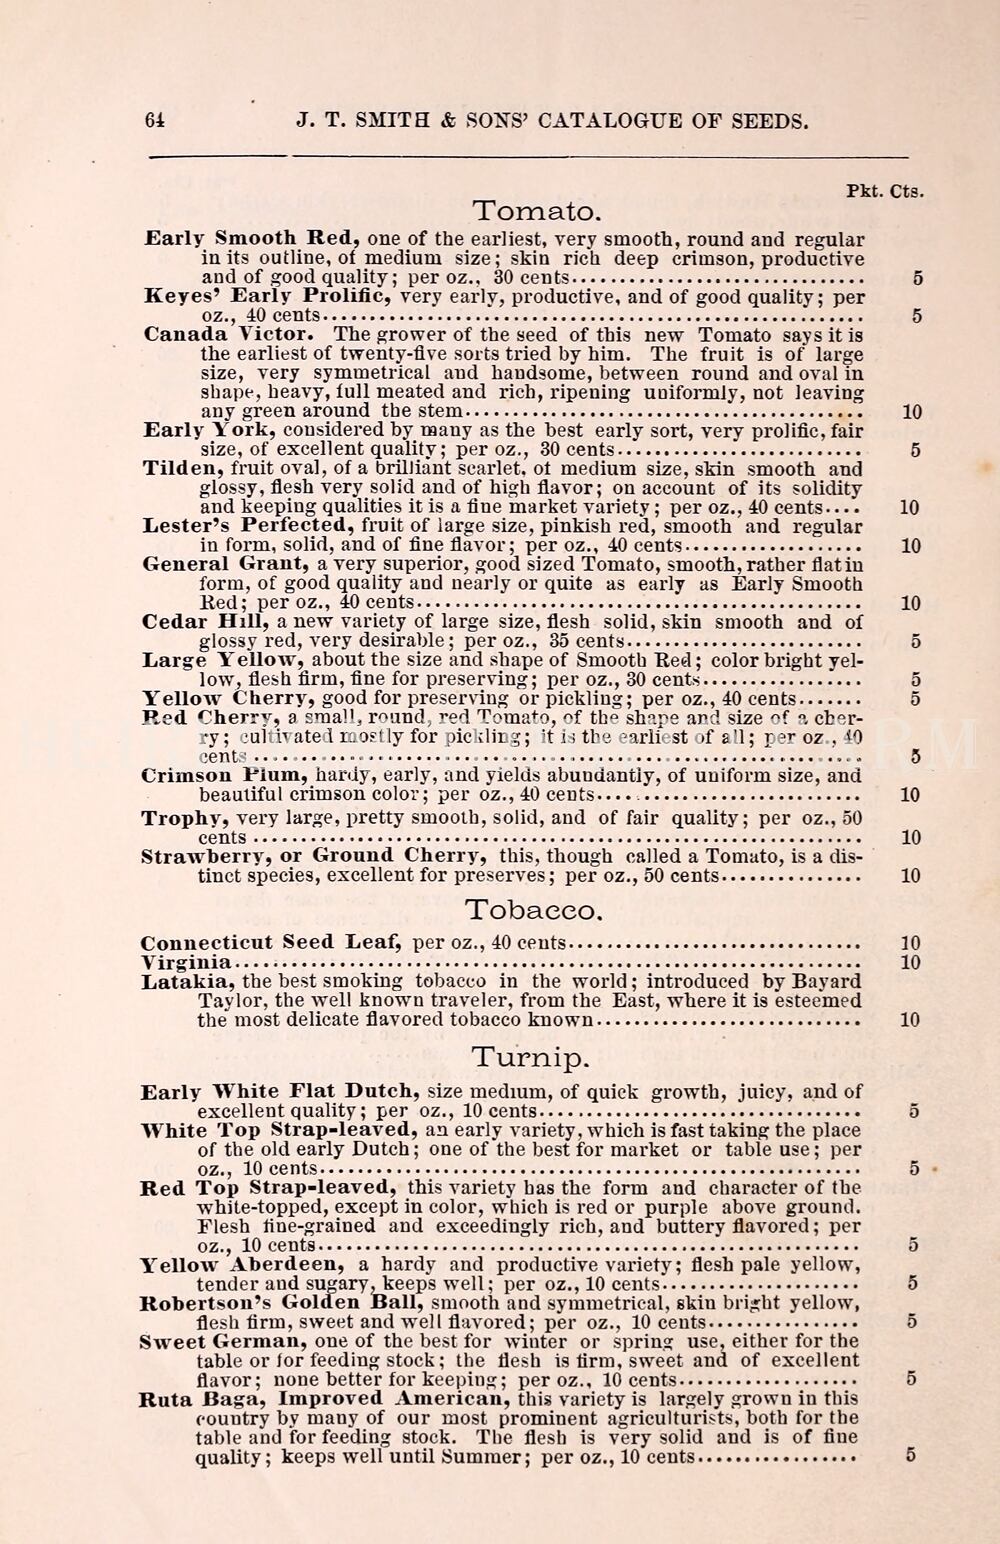 64 J. T. SMITH & SONS' CATALOGUE OF SEEDS.
Pkt. Cts.
Tomato.
Early Smooth Red, one of the earliest, very smooth, round and regular
in its outline, of medium size; skin rich deep crimson, productive
and of good quality; per oz., 30 cents 5
Keyes' Early Prolific, very early, productive, and of good quality; per
oz., 40 cents 5
Canada Victor. The grower of the seed of this new Tomato says it is
the earliest of twenty-five sorts tried by him. The fruit is of large
size, very symmetrical and handsome, between round and oval in
shape, heavy, full meated and rich, ripening uniformly, not leaving
any green around the stem 10
Early York, considered by many as the best early sort, very prolific, fair
size, of excellent quality; per oz., 30 cents 5
Tilden, fruit oval, of a brilliant scarlet, of medium size, skin smooth and
glossy, flesh very solid and of high flavor; on account of its solidity
and keeping qualities it is a fine market variety; per oz., 40 cents 10
Lester's Perfected, fruit of large size, pinkish red, smooth and regular
in form, solid, and of fine flavor; per oz., 40 cents 10
General Grant, a very superior, good sized Tomato, smooth, rather flat in
form, of good quality and nearly or quite as early as Early Smooth
Red; per oz., 40 cents 10
Cedar Hill, a new variety of large size, flesh solid, skin smooth and of
glossy red, very desirable; per oz., 35 cents 5
Large Yellow, about the size and shape of Smooth Red; color bright yel-
low, flesh firm, fine for preserving; per oz., 30 cents 5
Yellow Cherry, good for preserving or pickling; per oz., 40 cents 5
Red Cherry, a small, round, red Tomato, of the shape and size of a cher-
ry; cultivated mostly for pickling; it is the earliest of all; per oz., 40
cents 5
Crimson Plum, hardy, early, and yields abundantly, of uniform size, and
beautiful crimson color; per oz., 40 cents 10
Trophy, very large, pretty smooth, solid, and of fair quality; per oz., 50
cents 10
Strawberry, or Ground Cherry, this, though called a Tomato, is a dis-
tinct species, excellent for preserves; per oz., 50 cents 10
Tobacco.
Connecticut Seed Leaf, per oz., 40 cents 10
Virginia 10
Latakia, the best smoking tobacco in the world; introduced by Bayard
Taylor, the well known traveler, from the East, where it is esteemed
the most delicate flavored tobacco known 10
Turnip.
Early White Flat Dutch, size medium, of quick growth, juicy, and of
excellent quality; per oz., 10 cents 5
White Top Strap-leaved, an early variety, which is fast taking the place
of the old early Dutch; one of the best for market or table use; per
oz., 10 cents 5
Red Top Strap-leaved, this variety has the form and character of the
white-topped, except in color, which is red or purple above ground.
Flesh fine-grained and exceedingly rich, and buttery flavored; per
oz., 10 cents 5
Yellow Aberdeen, a hardy and productive variety; flesh pale yellow,
tender and sugary, keeps well; per oz., 10 cents 5
Robertson's Golden Ball, smooth and symmetrical, skin bright yellow,
flesh firm, sweet and well flavored; per oz., 10 cents 5
Sweet German, one of the best for winter or spring use, either for the
table or for feeding stock; the flesh is firm, sweet and of excellent
flavor; none better for keeping; per oz., 10 cents 5
Ruta Baga, Improved American, this variety is largely grown in this
country by many of our most prominent agriculturists, both for the
table and for feeding stock. The flesh is very solid and is of fine
quality; keeps well until Summer; per oz., 10 cents 5